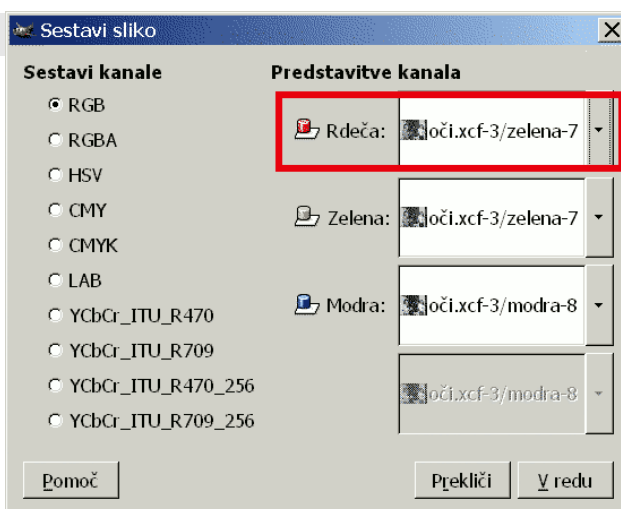 Sestavi sliko
Sestavi kanale
Predstavitve kanala
RGB
RGBA
HSV
CMY
CMYK
LAB
YCbCr_ITU_R470
YCbCr_ITU_R709
YCbCr_ITU_R470_256
YCbCr_ITU_R709_256
Rdeča: oči.xcf-3/zelena-7
Zelena: oči.xcf-3/zelena-7
Modra: oči.xcf-3/modra-8
oči.xcf-3/modra-8
Pomoč
Prekliči
V redu